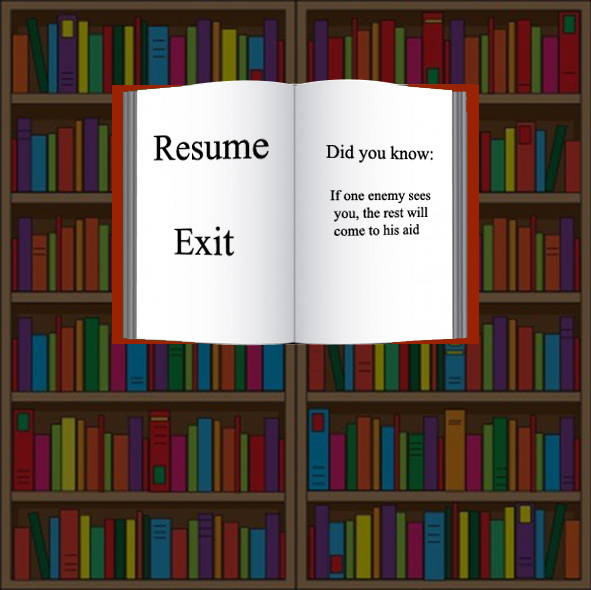 Resume
Exit
Did you know:
If one enemy sees
you, the rest will
come to his aid